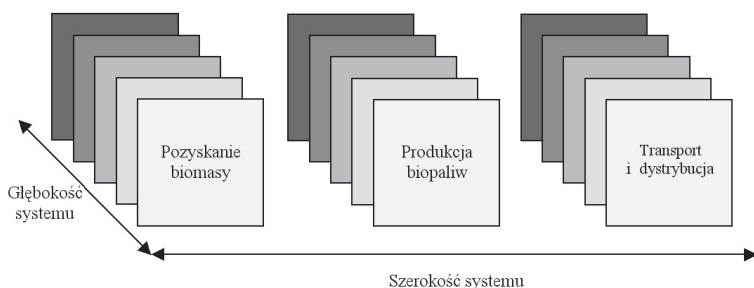 Pozyskanie
biomasy
Produkcja
biopaliw
Transport
i dystrybucja
Głębokość
systemu
Szerokość systemu